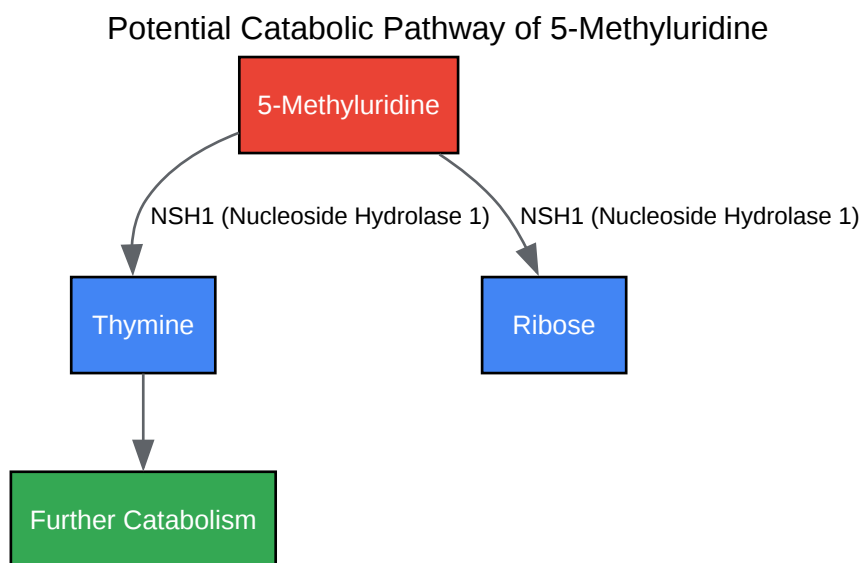 Potential Catabolic Pathway of 5-Methyluridine
5-Methyluridine
NSH1 (Nucleoside Hydrolase 1)
NSH1 (Nucleoside Hydrolase 1)
Thymine
Ribose
Further Catabolism